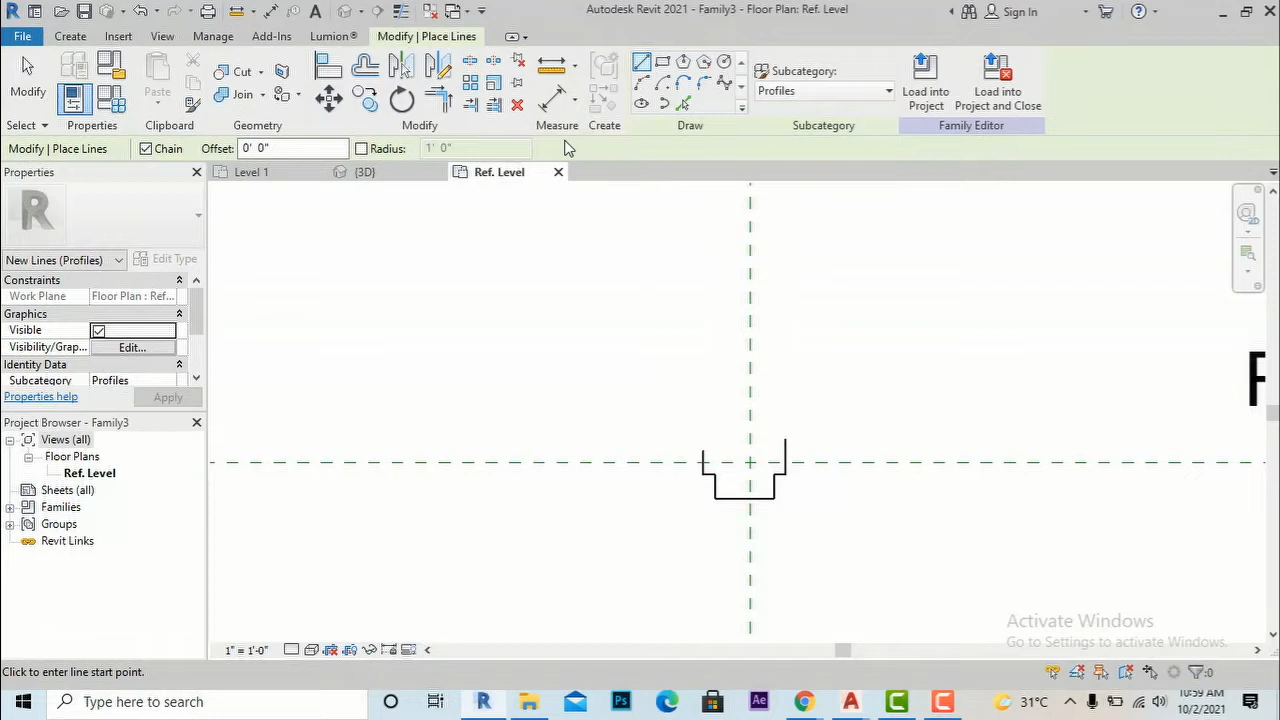 Autodesk Revit 2021 - Family3 - Floor Plan: Ref. Level
Sign In
File
Create
Insert
View
Manage
Add-Ins
Lumion®
Modify | Place Lines
Modify
Paste
Cut
Join
Subcategory:
Profiles
Load into
Project
Load into
Project and Close
Select
Properties
Clipboard
Geometry
Modify
Measure
Create
Draw
Subcategory
Family Editor
Modify | Place Lines
Chain
Offset:
0' 0"
Radius:
1' 0"
Properties
Level 1
{3D}
Ref. Level
New Lines (Profiles)
Edit Type
Constraints
Work Plane
Floor Plan : Ref...
Graphics
Visible
Visibility/Grap...
Edit...
Identity Data
Subcategory
Profiles
Properties help
Apply
Project Browser - Family3
Views (all)
Floor Plans
Ref. Level
Sheets (all)
Families
Groups
Revit Links
Activate Windows
Go to Settings to activate Windows.
1" = 1'-0"
Click to enter line start point.
:0
Type here to search
31°C
10:59 AM
10/2/2021